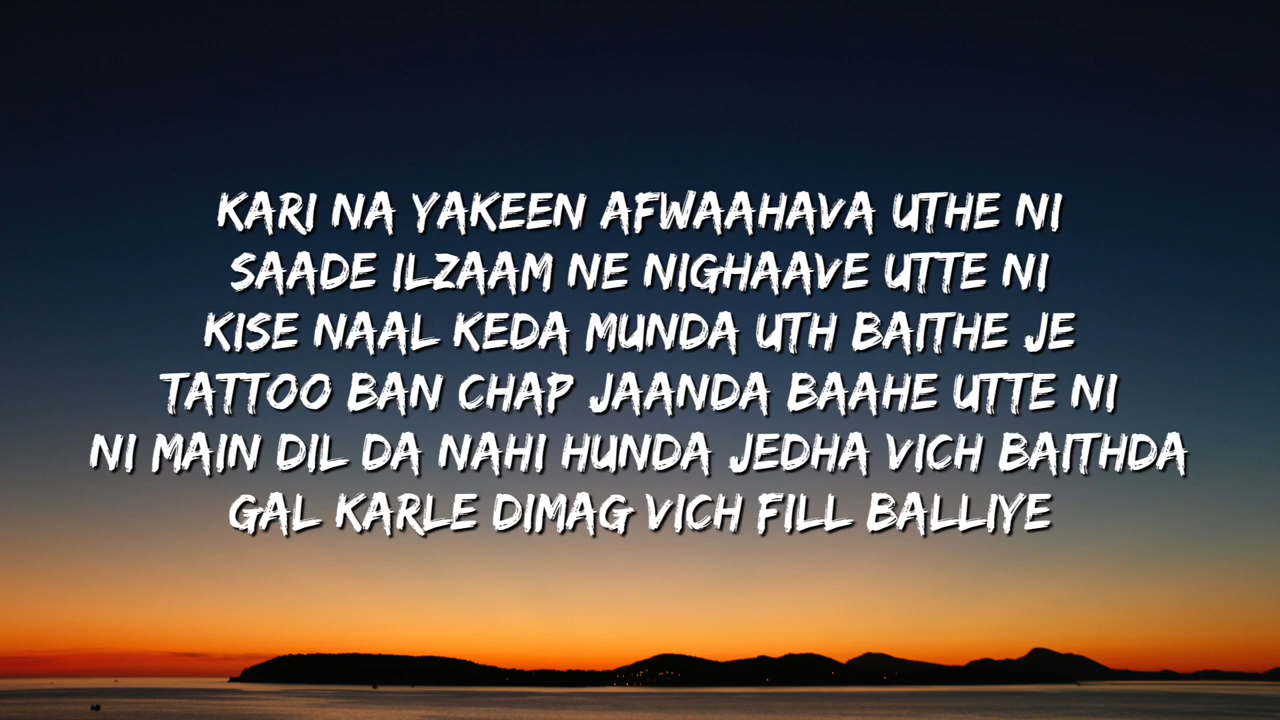 KARI NA YAKEEN AFWAAHAVA UTHE NI
SAADE ILZAAM NE NIGHAAVE UTTE NI
KISE NAAL KEDA MUNDA UTH BAITHE JE
TATTOO BAN CHAP JAANDA BAAHE UTTE NI
NI MAIN DIL DA NAHI HUNDA JEDHA VICH BAITHDA
GAL KARLE DIMAG VICH FILL BALLIYE